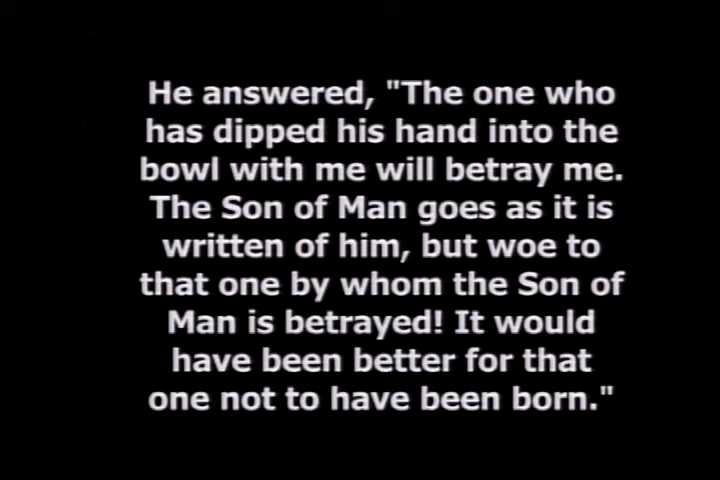 He answered, "The one who
has dipped his hand into the
bowl with me will betray me.
The Son of Man goes as it is
written of him, but woe to
that one by whom the Son of
Man is betrayed! It would
have been better for that
one not to have been born."